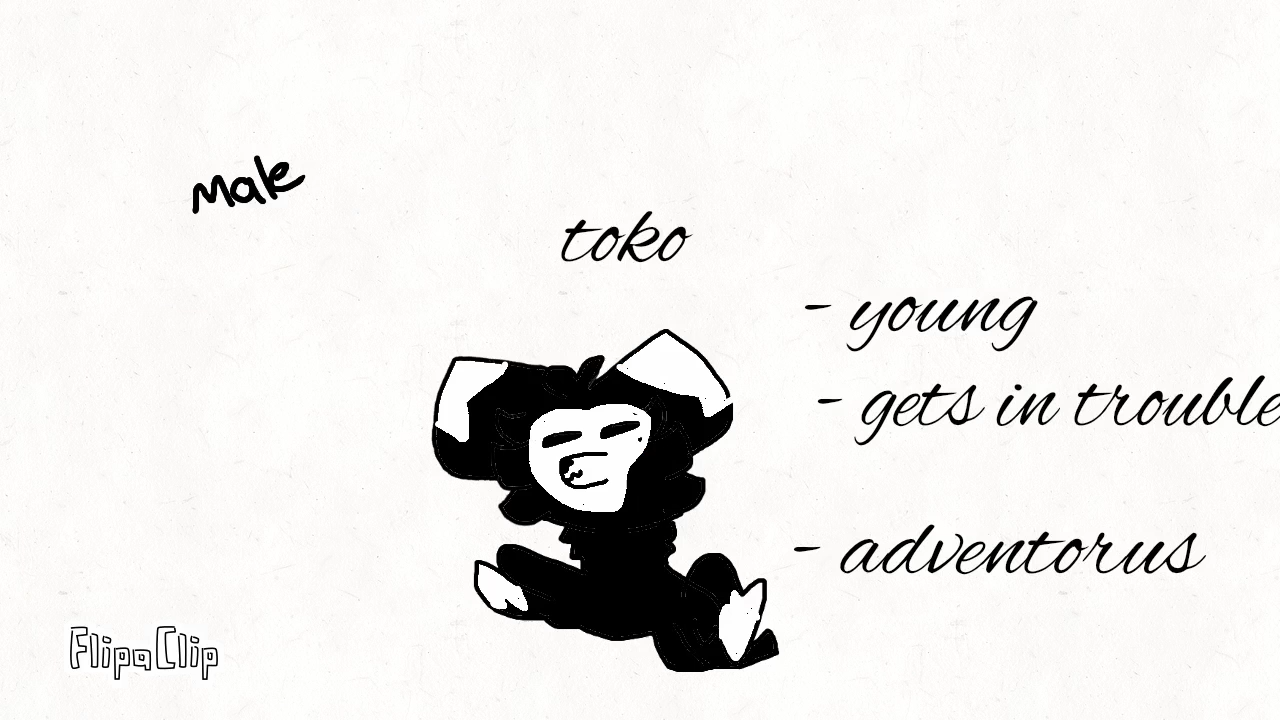 Male
toko
- young
- gets in trouble
- adventorus
FlipaClip